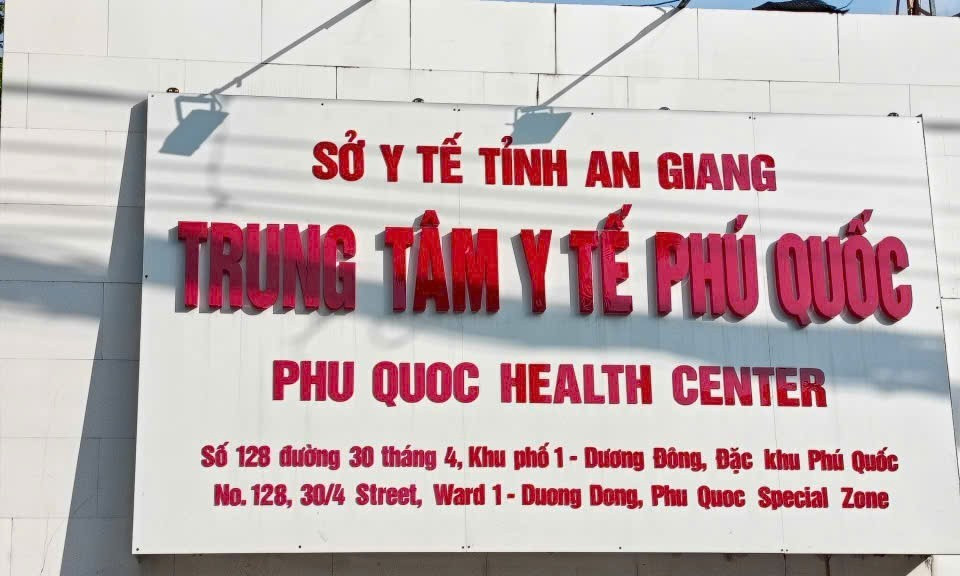 SỞ Y TẾ TỈNH AN GIANG
TRUNG TÂM Y TẾ PHÚ QUỐC
PHU QUOC HEALTH CENTER
Số 128 đường 30 tháng 4, Khu phố 1 - Dương Đông, Đặc khu Phú Quốc
No. 128, 30/4 Street, Ward 1 - Duong Dong, Phu Quoc Special Zone